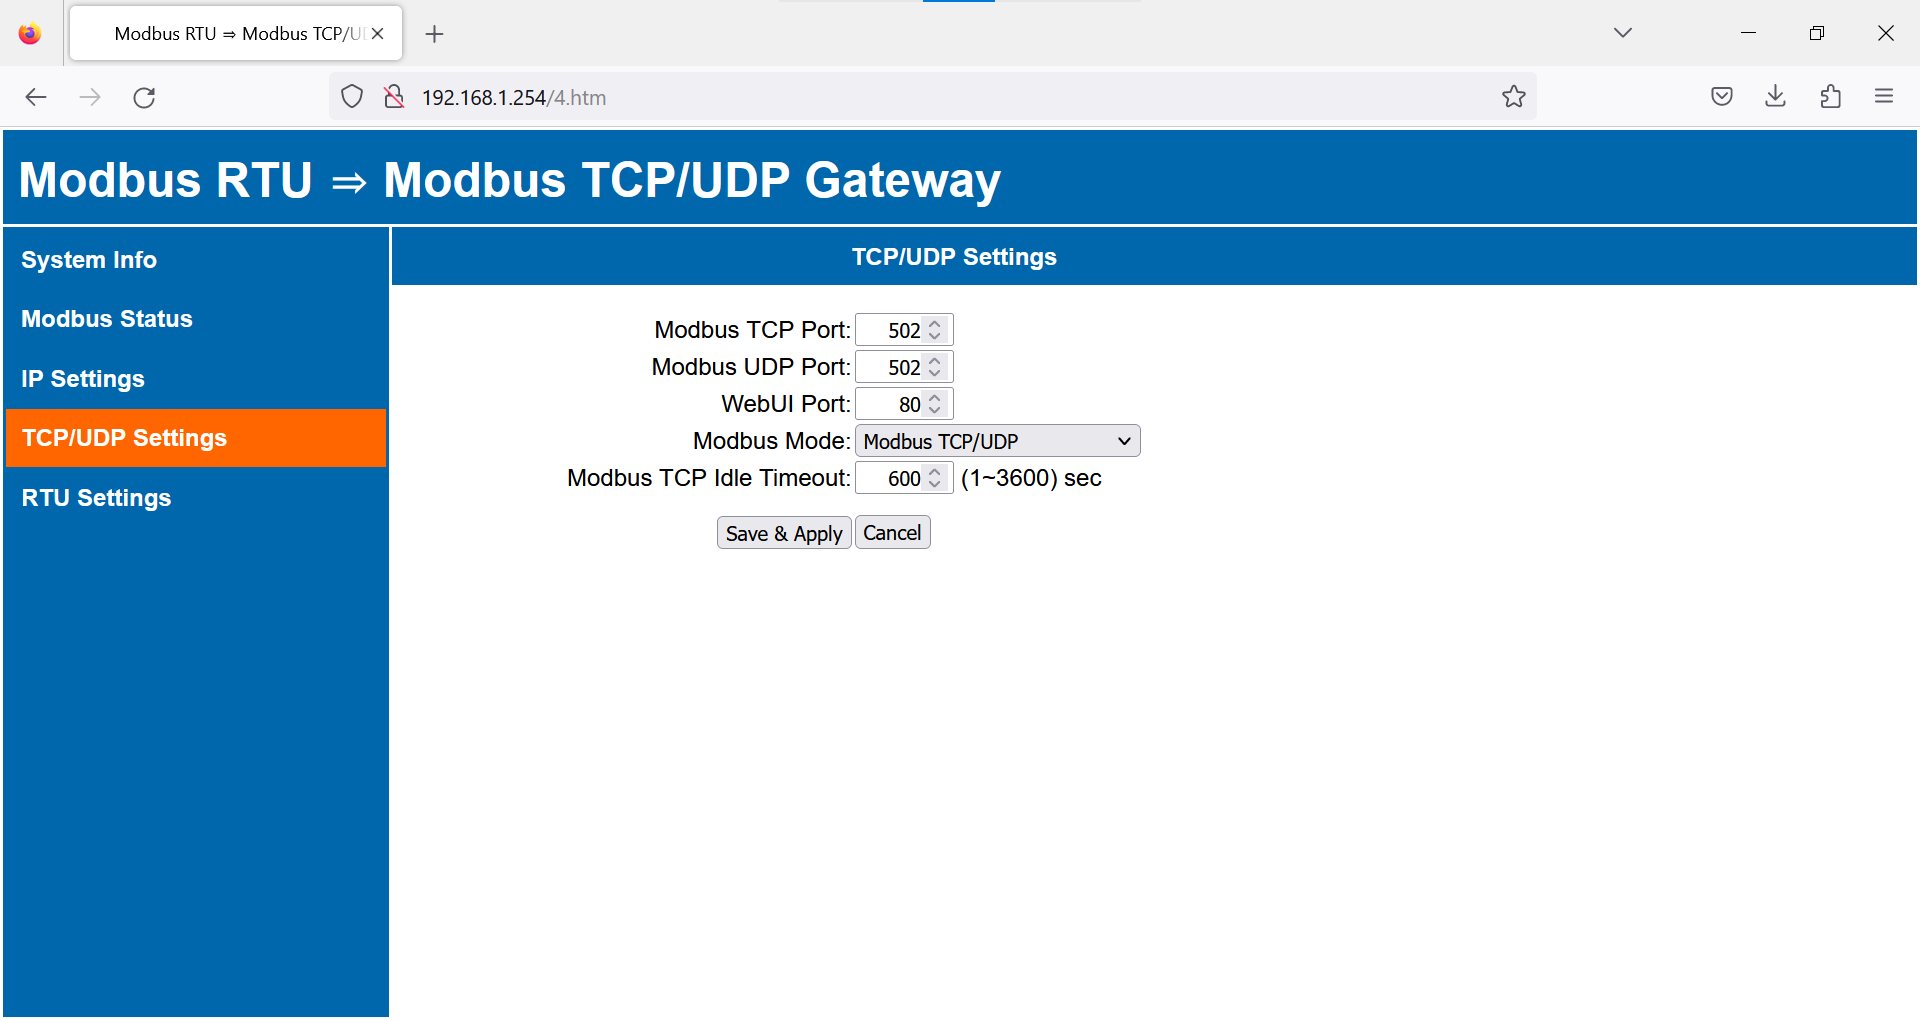 Modbus RTU ⇒ Modbus TCP/U
192.168.1.254/4.htm
Modbus RTU ⇒ Modbus TCP/UDP Gateway
System Info
Modbus Status
IP Settings
TCP/UDP Settings
RTU Settings
TCP/UDP Settings
Modbus TCP Port: 502
Modbus UDP Port: 502
WebUI Port: 80
Modbus Mode: Modbus TCP/UDP
Modbus TCP Idle Timeout: 600 (1~3600) sec
Save & Apply Cancel